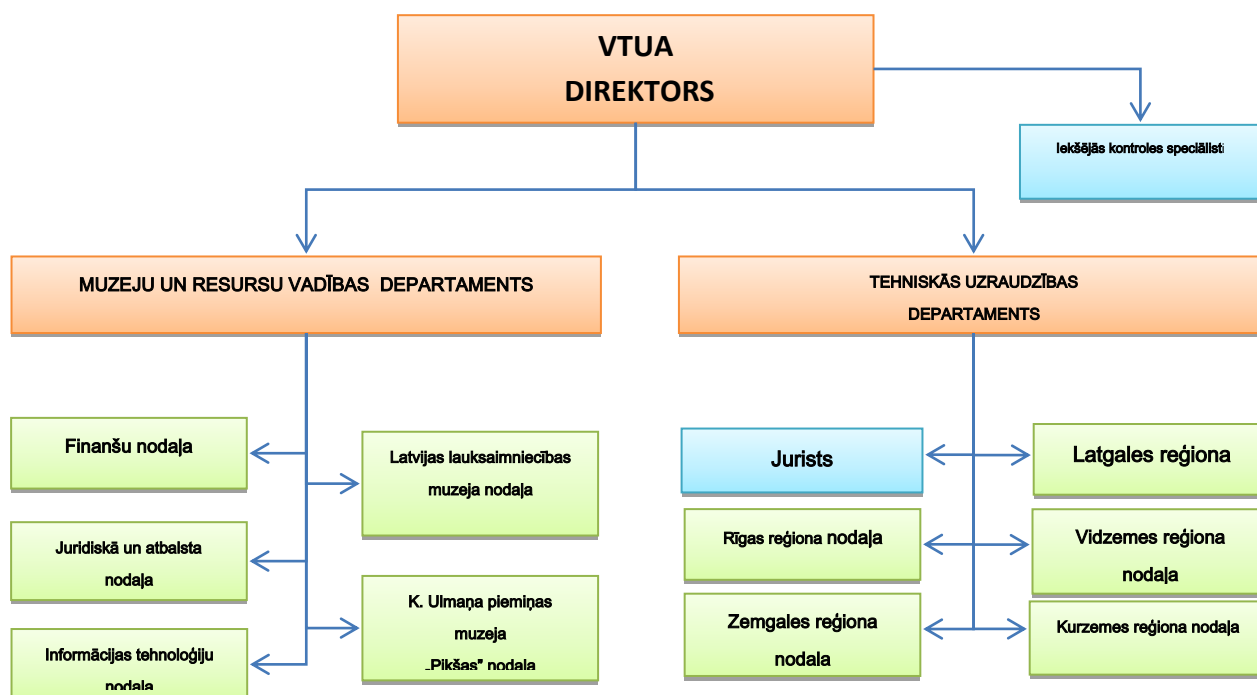 VTUA
DIREKTORS
Iekšējās kontroles speciālisti
MUZEJU UN RESURSU VADĪBAS DEPARTAMENTS
TEHNISKĀS UZRAUDZĪBAS
DEPARTAMENTS
Finanšu nodaļa
Latvijas lauksaimniecības
muzeja nodaļa
Juridiskā un atbalsta
nodaļa
K. Ulmaņa piemiņas
muzeja
„Pikšas” nodaļa
Informācijas tehnoloģiju
nodaļa
Jurists
Latgales reģiona
Rīgas reģiona nodaļa
Vidzemes reģiona
nodaļa
Zemgales reģiona
nodaļa
Kurzemes reģiona nodaļa